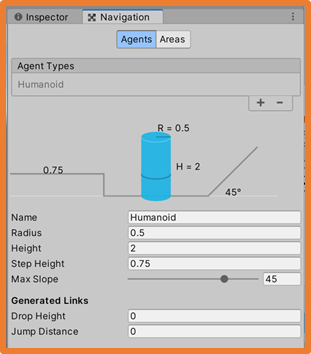 Inspector Navigation
Agents Areas
Agent Types
Humanoid
+ −
R = 0.5
0.75
H = 2
45°
Name Humanoid
Radius 0.5
Height 2
Step Height 0.75
Max Slope 45
Generated Links
Drop Height 0
Jump Distance 0